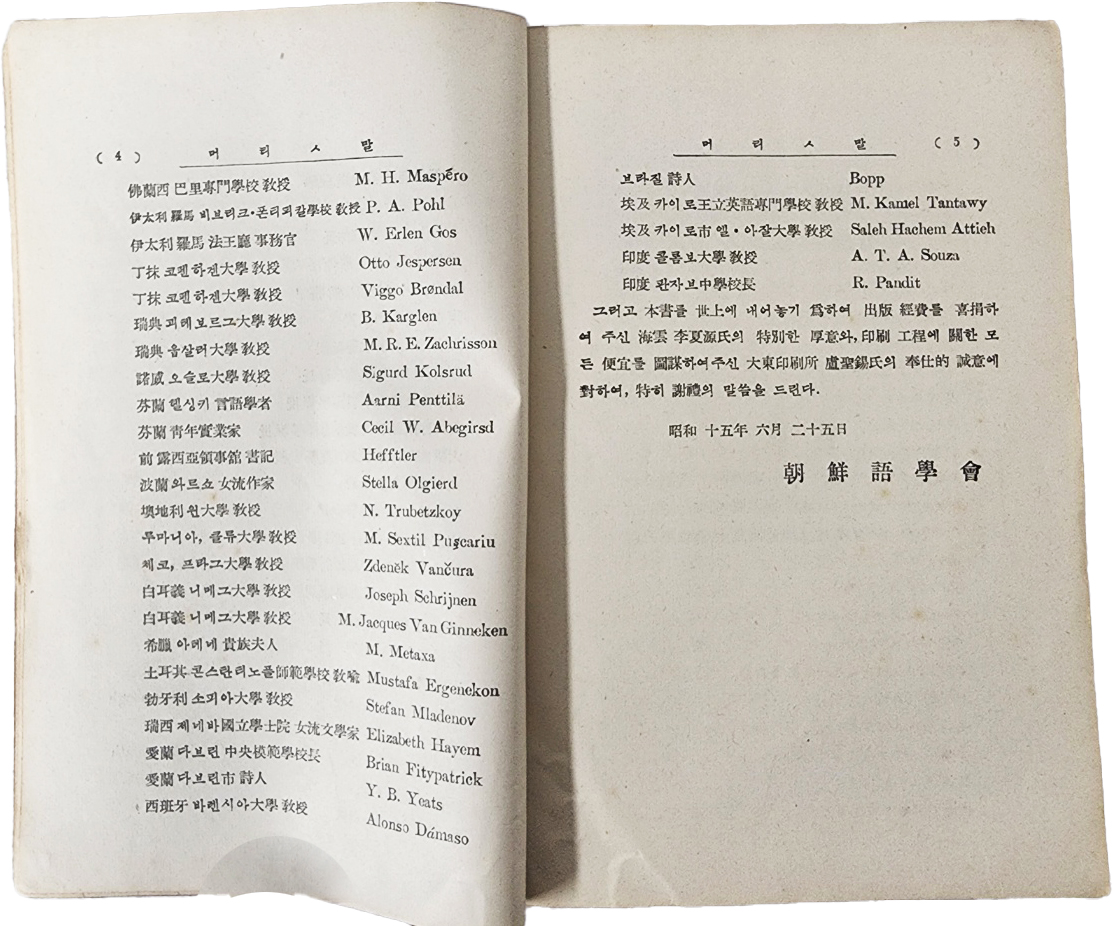 ( 4 ) 머 리 ㅅ 말
佛蘭西 巴里專門學校 敎授 M. H. Maspēro
伊太利 羅馬 비브리크·폰티피칼學校 敎授 P. A. Pohl
伊太利 羅馬 法王廳 事務官 W. Erlen Gos
丁抹 코펜하겐大學 敎授 Otto Jespersen
丁抹 코펜하겐大學 敎授 Viggo Brøndal
瑞典 꾀테보르그大學 敎授 B. Karglen
瑞典 웁살러大學 敎授 M. R. E. Zachrisson
諾威 오슬로大學 敎授 Sigurd Kolsrud
芬蘭 헬싱키 言語學者 Aarni Penttilä
芬蘭 靑年實業家 Cecil W. Abegirsd
前 露西亞領事舘 書記 Hefftler
波蘭 와르소 女流作家 Stella Olgierd
墺地利 윈大學 敎授 N. Trubetzkoy
루마니아, 클류大學 敎授 M. Sextil Puşcariu
체코, 프라그大學 敎授 Zdeněk Vančura
白耳義 니메그大學 敎授 Joseph Schrijnen
白耳義 니메그大學 敎授 M. Jacques Van Ginneken
希臘 아테네 貴族夫人 M. Metaxa
土耳其 콘스탄티노플師範學校 敎喩 Mustafa Ergenekon
勃牙利 소피아大學 敎授 Stefan Mladenov
瑞西 제네바國立學士院 女流文學家 Elizabeth Hayem
愛蘭 다브린 中央模範學校長 Brian Fitypatrick
愛蘭 다브린市 詩人 Y. B. Yeats
西班牙 바렌시아大學 敎授 Alonso Dámaso
머 리 ㅅ 말 ( 5 )
브라질 詩人 Bopp
埃及 카이로王立英語專門學校 敎授 M. Kamel Tantawy
埃及 카이로市 엘·아잘大學 敎授 Saleh Hachem Attieh
印度 콜롬보大學 敎授 A. T. A. Souza
印度 판자브中學校長 R. Pandit
그러고 本書를 世上에 내어놓기 爲하여 出版 經費를 喜捐하
여 주신 海雲 李夏源氏의 特別한 厚意와, 印刷 工程에 關한 모
든 便宜를 圖謀하여주신 大東印刷所 盧聖錫氏의 奉仕的 誠意에
對하여, 特히 謝禮의 말씀을 드린다.
昭和 十五年 六月 二十五日
朝 鮮 語 學 會